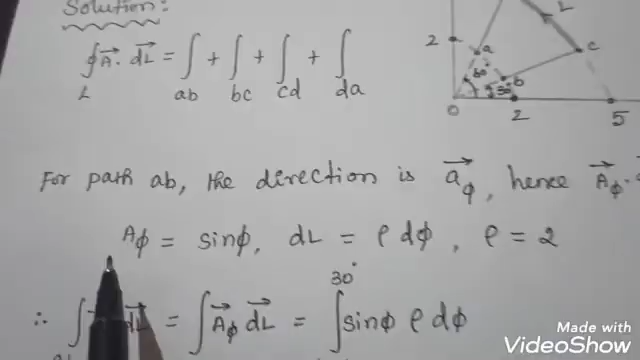 Solution:
∮ A⃗ · dL⃗ = ∫ + ∫ + ∫ + ∫
L ab bc cd da
2 a L c
60° 30° b
0 2 5
For path ab, the direction is a⃗ϕ, hence A⃗ϕ ·
Aϕ = sinϕ, dL = ρ dϕ, ρ = 2
30°
∴ ∫ dL⃗ = ∫ A⃗ϕ dL⃗ = ∫ sinϕ ρ dϕ
Made with
VideoShow